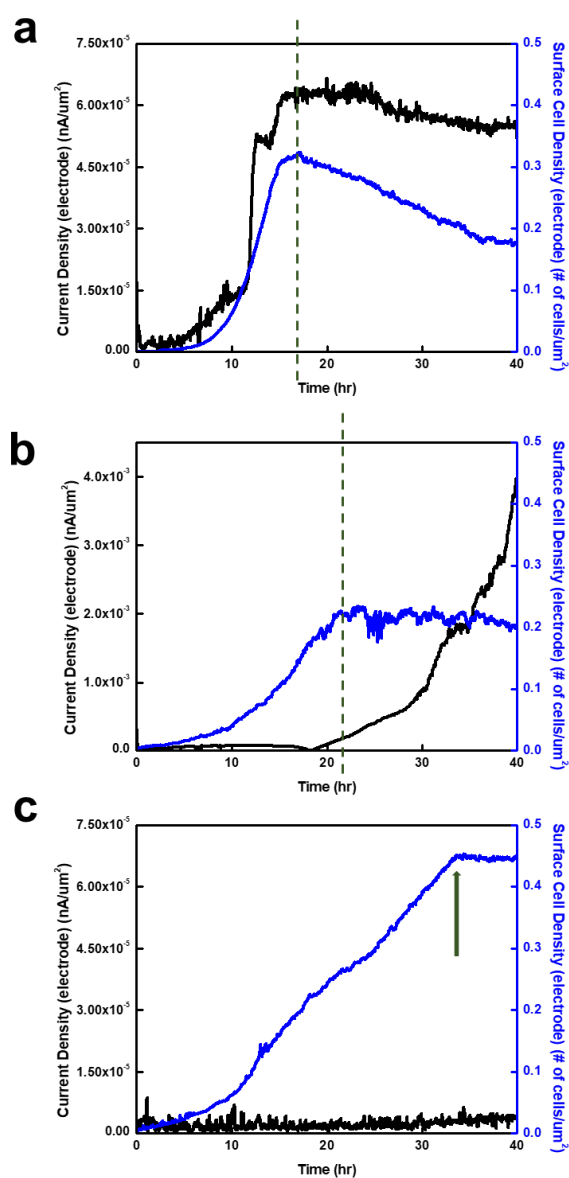 a
7.50x10⁻⁵
6.00x10⁻⁵
4.50x10⁻⁵
3.00x10⁻⁵
1.50x10⁻⁵
0.00
Current Density (electrode) (nA/um²)
0.5
0.4
0.3
0.2
0.1
0.0
Surface Cell Density (electrode) (# of cells/um²)
0 10 20 30 40
Time (hr)
b
4.0x10⁻³
3.0x10⁻³
2.0x10⁻³
1.0x10⁻³
0.0
Current Density (electrode) (nA/um²)
0.5
0.4
0.3
0.2
0.1
0.0
Surface Cell Density (electrode) (# of cells/um²)
0 10 20 30 40
Time (hr)
c
7.50x10⁻⁵
6.00x10⁻⁵
4.50x10⁻⁵
3.00x10⁻⁵
1.50x10⁻⁵
0.00
Current Density (electrode) (nA/um²)
0.5
0.4
0.3
0.2
0.1
0.0
Surface Cell Density (electrode) (# of cells/um²)
0 10 20 30 40
Time (hr)